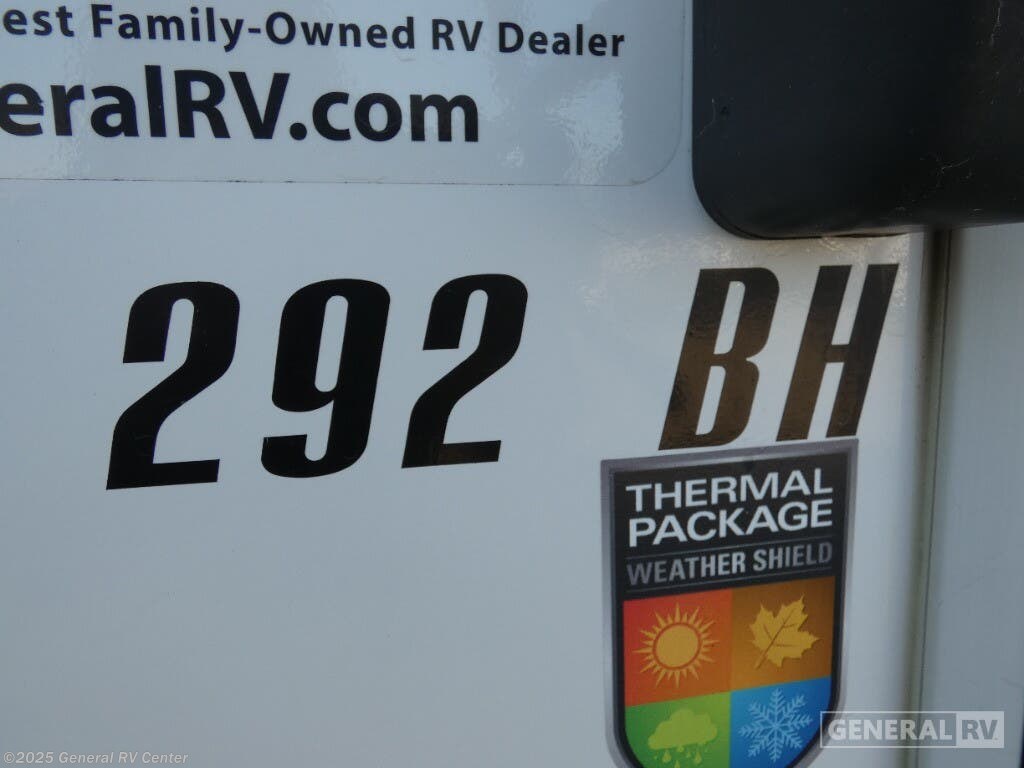 est Family-Owned RV Dealer
eralRV.com
292 BH
THERMAL
PACKAGE
WEATHER SHIELD
GENERAL RV
©2025 General RV Center